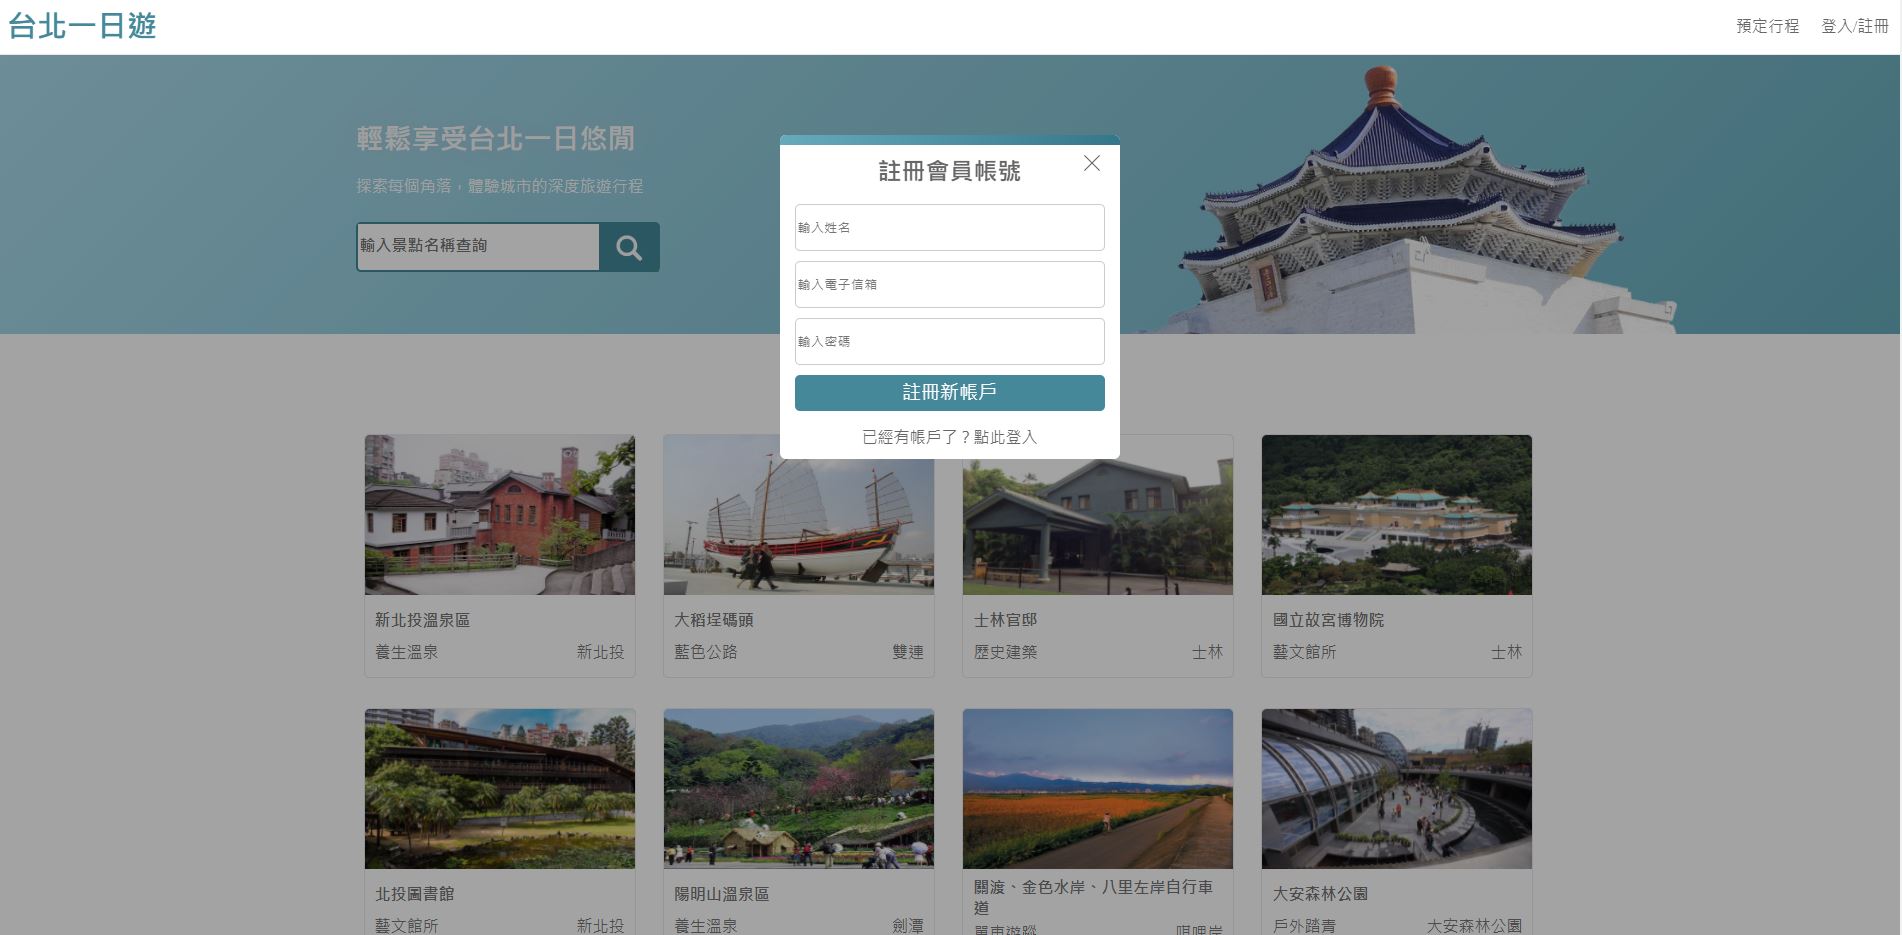 台北一日遊
預定行程
登入/註冊
輕鬆享受台北一日悠閒
探索每個角落，體驗城市的深度旅遊行程
輸入景點名稱查詢
註冊會員帳號
輸入姓名
輸入電子信箱
輸入密碼
註冊新帳戶
已經有帳戶了？點此登入
新北投溫泉區
養生溫泉 新北投
大稻埕碼頭
藍色公路 雙連
士林官邸
歷史建築 士林
國立故宮博物院
藝文館所 士林
北投圖書館
藝文館所 新北投
陽明山溫泉區
養生溫泉 劍潭
關渡、金色水岸、八里左岸自行車
道
單車遊蹤 唭哩岸
大安森林公園
戶外踏青 大安森林公園